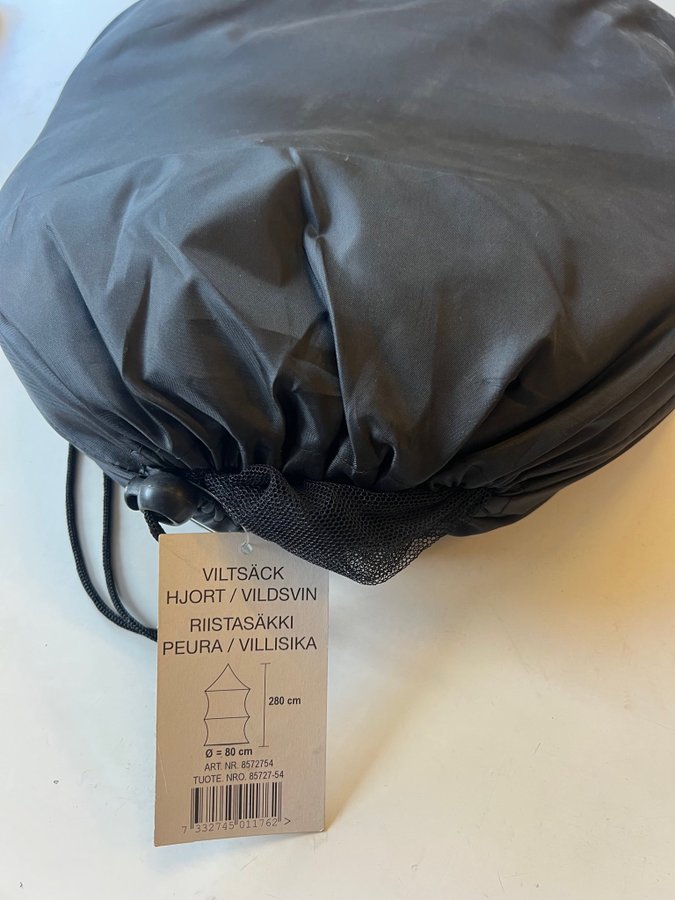 VILTSÄCK
HJORT / VILDSVIN
RIISTASÄKKI
PEURA / VILLISIKA
280 cm
Ø = 80 cm
ART. NR. 8572754
TUOTE. NRO. 85727-54
7 332745 011762 >